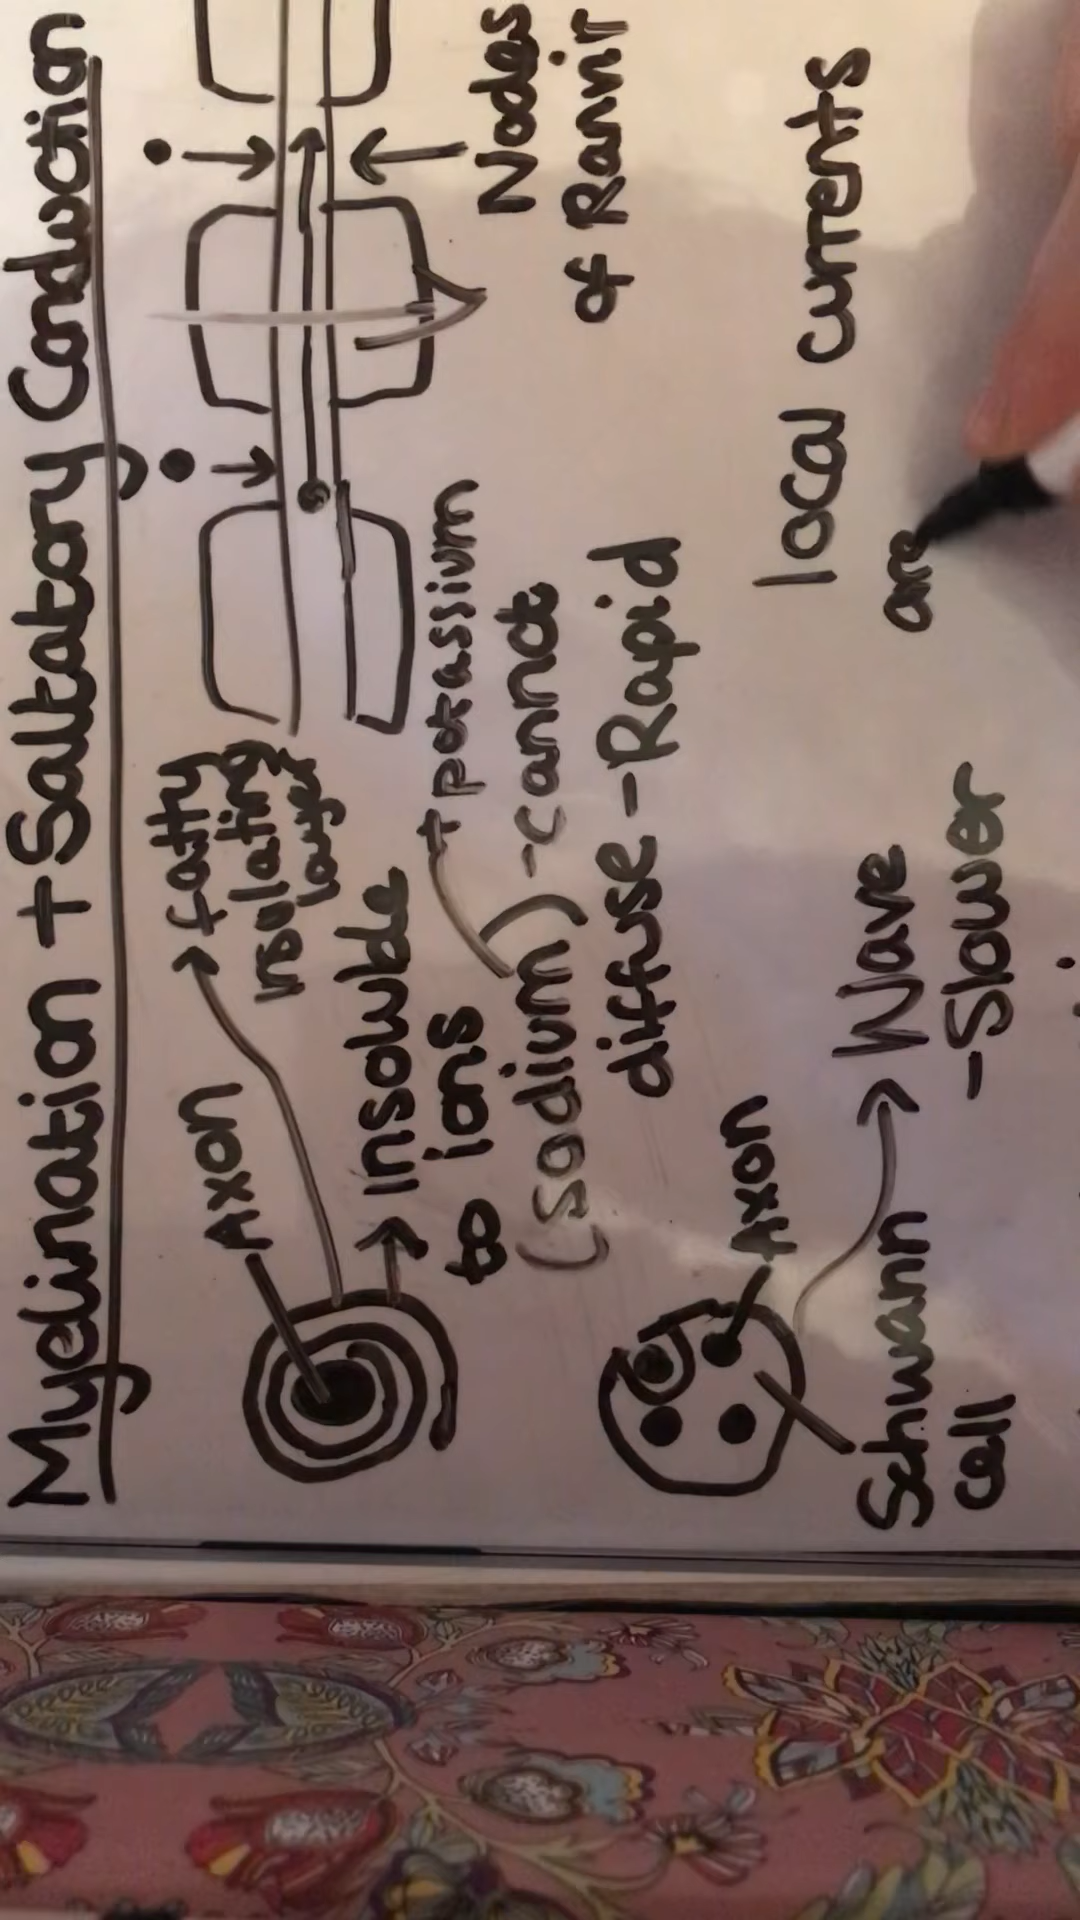 Myelination + Saltatory Conduction
Axon
fatty
insulating
layer
Insoluble
to ions
(sodium)
+ potassium
-cannot
diffuse - Rapid
Nodes
of Ranvir
Axon
Schwann
cell
Wave
-Slower
local currents
are